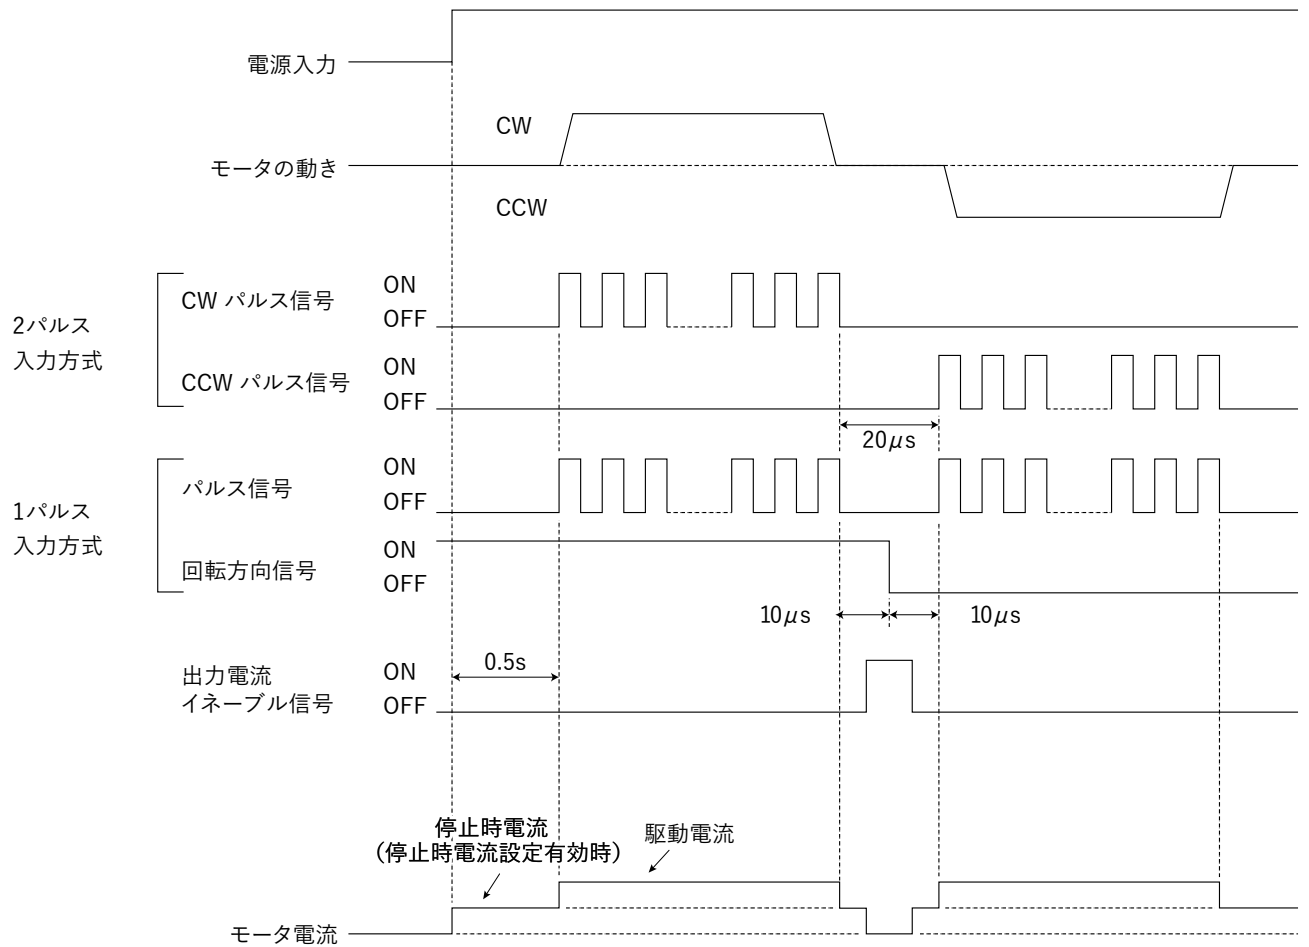 電源入力
CW
モータの動き
CCW
2パルス
入力方式
CW パルス信号
ON
OFF
CCW パルス信号
ON
OFF
20μs
1パルス
入力方式
パルス信号
ON
OFF
回転方向信号
ON
OFF
10μs
10μs
出力電流
イネーブル信号
ON
OFF
0.5s
停止時電流
(停止時電流設定有効時)
駆動電流
モータ電流